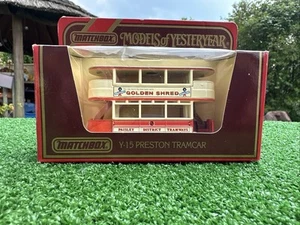 MATCHBOX
MODELS of YESTERYEAR
GOLDEN SHRED
PAISLEY DISTRICT TRAMWAYS
MATCHBOX
Y-15 PRESTON TRAMCAR